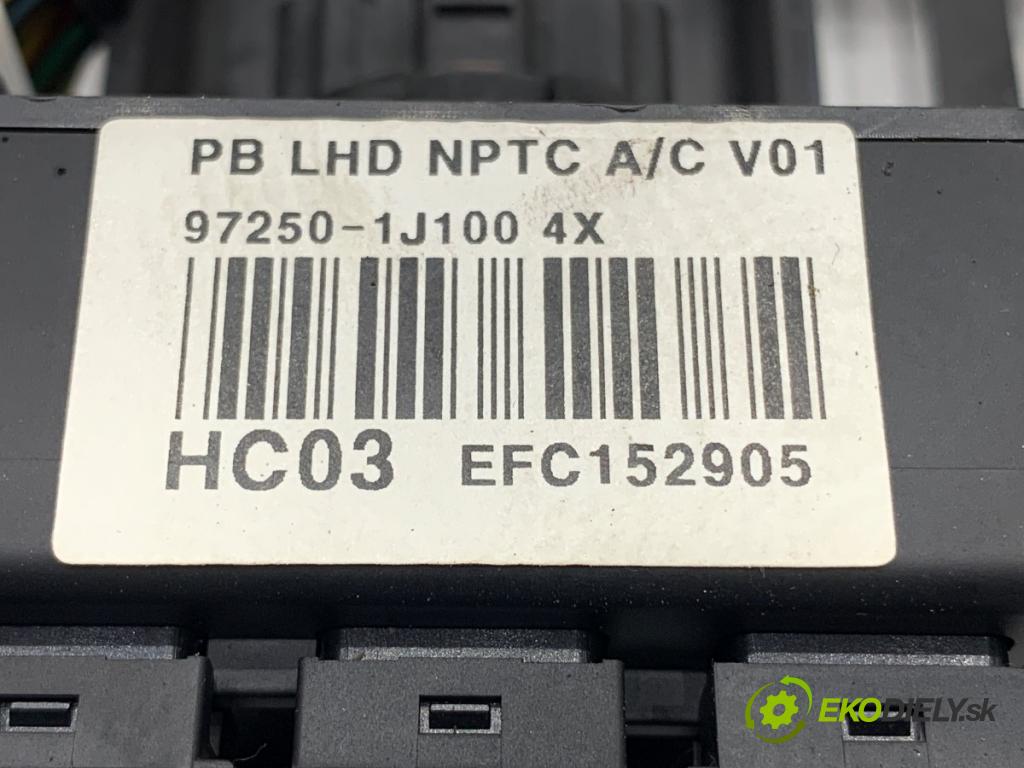 PB LHD NPTC A/C V01
97250-1J100 4X
HC03 EFC152905
EKODIELY.sk